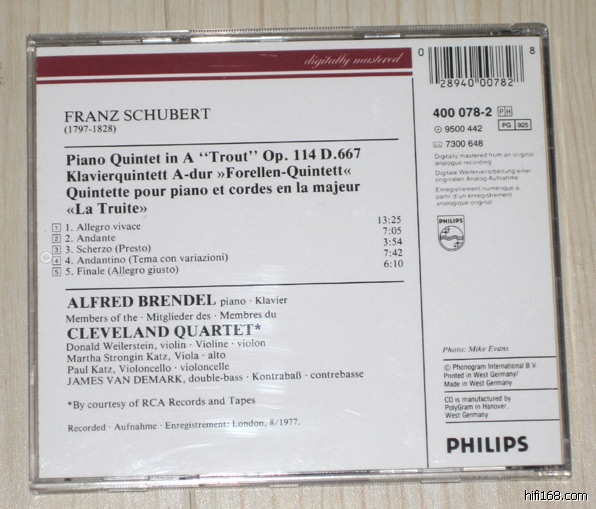 digitally mastered
0 28940 00782 8
FRANZ SCHUBERT
(1797-1828)
Piano Quintet in A “Trout” Op. 114 D.667
Klavierquintett A-dur »Forellen-Quintett«
Quintette pour piano et cordes en la majeur
«La Truite»
1 1. Allegro vivace 13:25
2 2. Andante 7:05
3 3. Scherzo (Presto) 3:54
4 4. Andantino (Tema con variazioni) 7:42
5 5. Finale (Allegro giusto) 6:10
ALFRED BRENDEL piano · Klavier
Members of the · Mitglieder des · Membres du
CLEVELAND QUARTET*
Donald Weilerstein, violin · Violine · violon
Martha Strongin Katz, Viola · alto
Paul Katz, Violoncello · violoncelle
JAMES VAN DEMARK, double-bass · Kontrabaß · contrebasse
*By courtesy of RCA Records and Tapes
Recorded · Aufnahme · Enregistrement: London, 8/1977.
400 078-2 PH
9500 442 PG 925
7300 648
Digitally mastered from an original
analogue recording
Digitale Weiterverarbeitung einer
originalen Analog-Aufnahme
Enregistrement numérique à
partir d'un enregistrement
analogique original
PHILIPS
Photo: Mike Evans
Ⓟ Phonogram International B.V.
Printed in West Germany/
Made in West Germany
CD is manufactured by
PolyGram in Hanover,
West Germany.
PHILIPS
hifi168.com